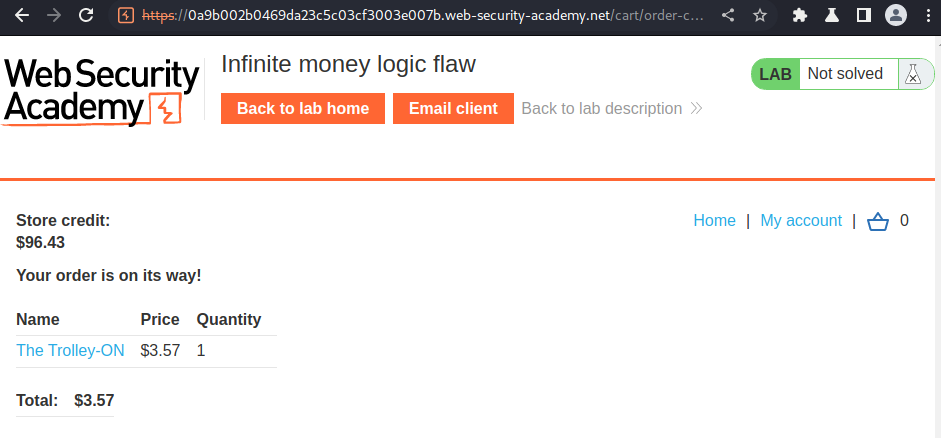 https://0a9b002b0469da23c5c03cf3003e007b.web-security-academy.net/cart/order-c…
WebSecurity
Academy
Infinite money logic flaw
LAB Not solved
Back to lab home Email client Back to lab description
Store credit:
$96.43
Home | My account | 0
Your order is on its way!
Name Price Quantity
The Trolley-ON $3.57 1
Total: $3.57